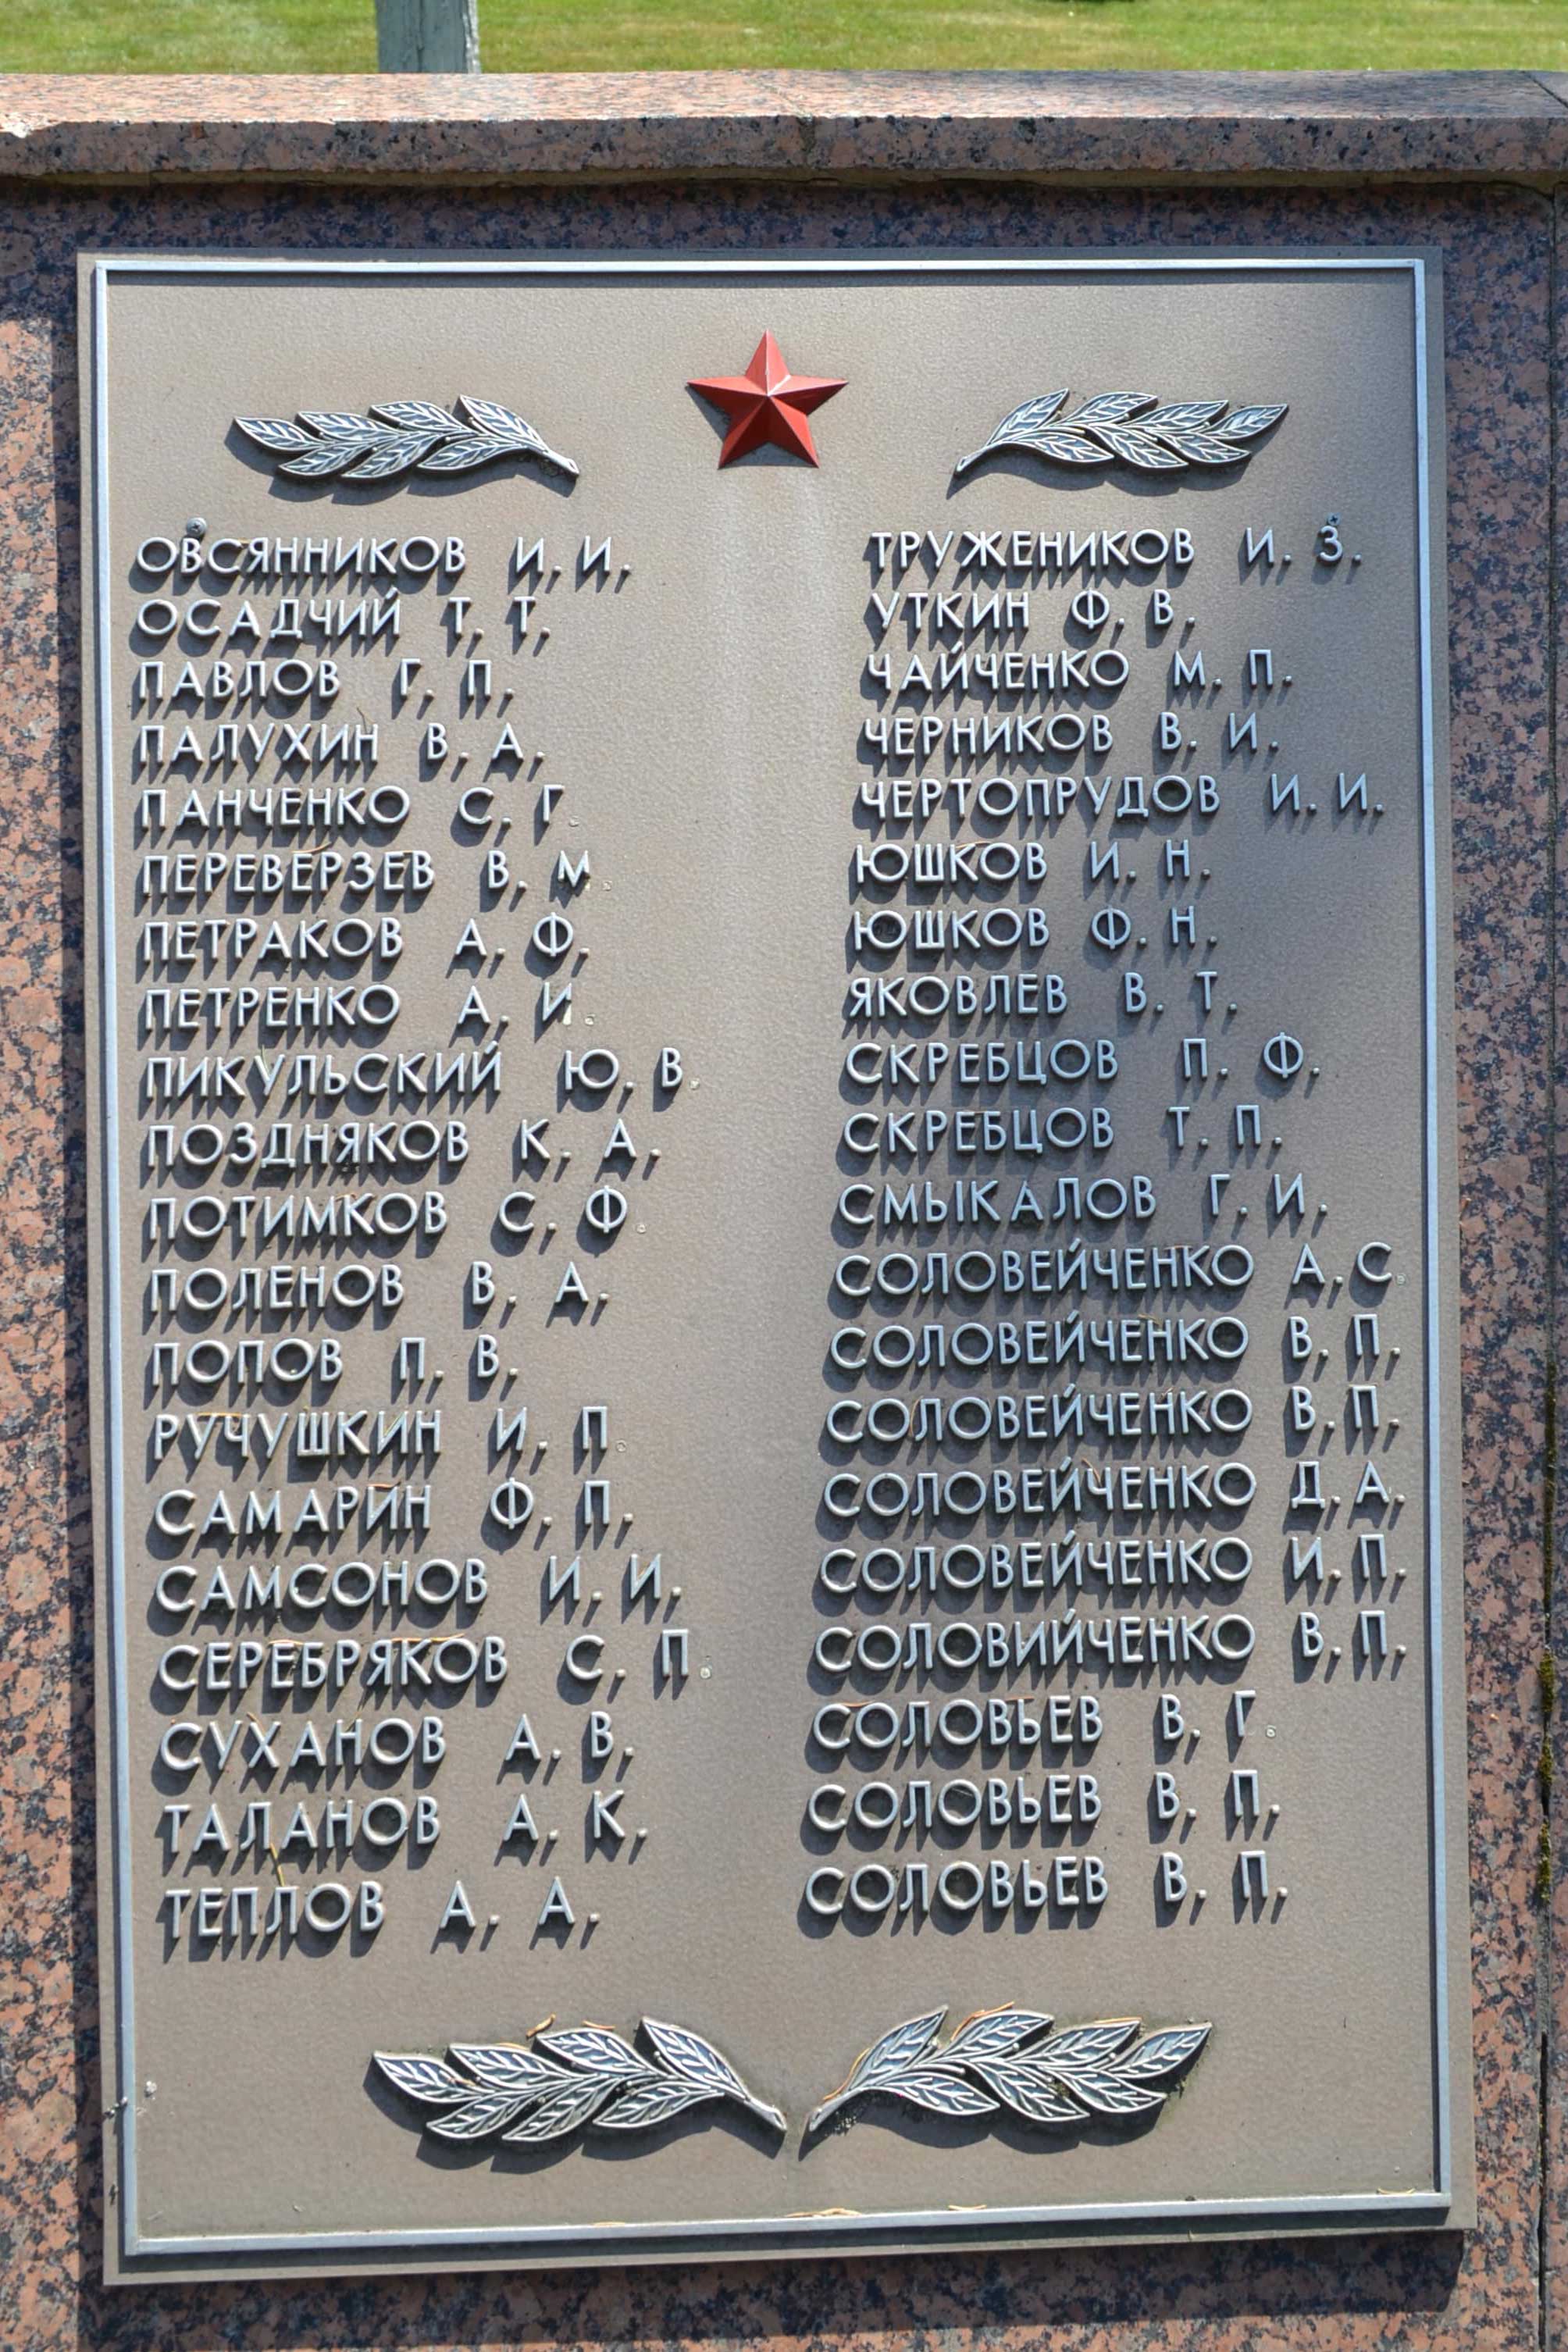 ОВСЯННИКОВ И. И.
ОСАДЧИЙ Т. Т.
ПАВЛОВ Г. П.
ПАЛУХИН В. А.
ПАНЧЕНКО С. Г
ПЕРЕВЕРЗЕВ В. М
ПЕТРАКОВ А. Ф.
ПЕТРЕНКО А. И
ПИКУЛЬСКИЙ Ю. В
ПОЗДНЯКОВ К. А.
ПОТИМКОВ С. Ф
ПОЛЕНОВ В. А.
ПОПОВ П. В.
РУЧУШКИН И. П
САМАРИН Ф. П.
САМСОНОВ И. И.
СЕРЕБРЯКОВ С. П
СУХАНОВ А. В.
ТАЛАНОВ А. К.
ТЕПЛОВ А. А.
ТРУЖЕНИКОВ И. З.
УТКИН Ф. В.
ЧАЙЧЕНКО М. П.
ЧЕРНИКОВ В. И.
ЧЕРТОПРУДОВ И. И.
ЮШКОВ И. Н.
ЮШКОВ Ф. Н.
ЯКОВЛЕВ В. Т.
СКРЕБЦОВ П. Ф.
СКРЕБЦОВ Т. П.
СМЫКАЛОВ Г. И.
СОЛОВЕЙЧЕНКО А. С
СОЛОВЕЙЧЕНКО В. П.
СОЛОВЕЙЧЕНКО В. П.
СОЛОВЕЙЧЕНКО Д. А.
СОЛОВЕЙЧЕНКО И. П.
СОЛОВИЙЧЕНКО В. П.
СОЛОВЬЕВ В. Г
СОЛОВЬЕВ В. П.
СОЛОВЬЕВ В. П.